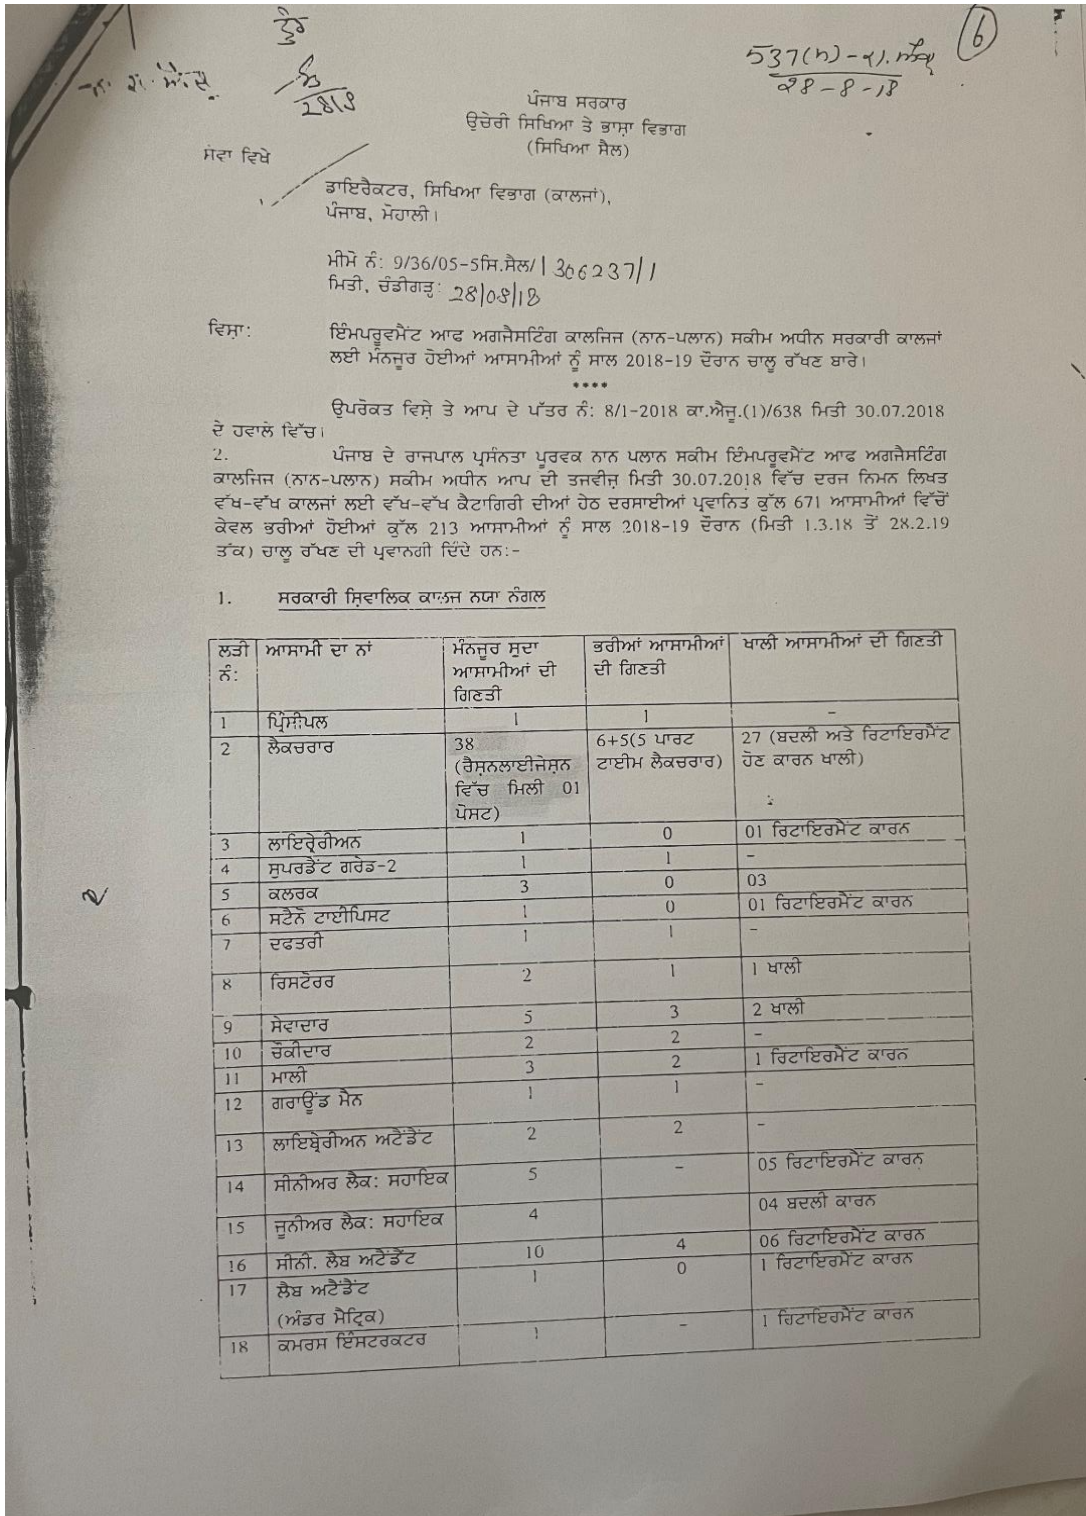 6
537(ਸ)
28-8-18
28/8
ਪੰਜਾਬ ਸਰਕਾਰ
ਉਚੇਰੀ ਸਿਖਿਆ ਤੇ ਭਾਸ਼ਾ ਵਿਭਾਗ
(ਸਿਖਿਆ ਸੈਲ)
ਸੇਵਾ ਵਿਖੇ
ਡਾਇਰੈਕਟਰ, ਸਿਖਿਆ ਵਿਭਾਗ (ਕਾਲਜਾਂ),
ਪੰਜਾਬ, ਮੋਹਾਲੀ।
ਮੀਮੋ ਨੰ: 9/36/05-5ਸਿ.ਸੈਲ/1306237/1
ਮਿਤੀ, ਚੰਡੀਗੜ੍ਹ: 28/08/18
ਵਿਸ਼ਾ: ਇੰਮਪਰੂਵਮੈਂਟ ਆਫ ਅਗਜੈਸਟਿੰਗ ਕਾਲਜਿਜ (ਨਾਨ-ਪਲਾਨ) ਸਕੀਮ ਅਧੀਨ ਸਰਕਾਰੀ ਕਾਲਜਾਂ
ਲਈ ਮੰਨਜੂਰ ਹੋਈਆਂ ਆਸਾਮੀਆਂ ਨੂੰ ਸਾਲ 2018-19 ਦੌਰਾਨ ਚਾਲੂ ਰੱਖਣ ਬਾਰੇ।
****
ਉਪਰੋਕਤ ਵਿਸ਼ੇ ਤੇ ਆਪ ਦੇ ਪੱਤਰ ਨੰ: 8/1-2018 ਕਾ.ਐਜੂ.(1)/638 ਮਿਤੀ 30.07.2018
ਦੇ ਹਵਾਲੇ ਵਿੱਚ।
2. ਪੰਜਾਬ ਦੇ ਰਾਜਪਾਲ ਪ੍ਰਸੰਨਤਾ ਪੂਰਵਕ ਨਾਨ ਪਲਾਨ ਸਕੀਮ ਇੰਮਪਰੂਵਮੈਂਟ ਆਫ ਅਗਜੈਸਟਿੰਗ
ਕਾਲਜਿਜ (ਨਾਨ-ਪਲਾਨ) ਸਕੀਮ ਅਧੀਨ ਆਪ ਦੀ ਤਜਵੀਜ਼ ਮਿਤੀ 30.07.2018 ਵਿੱਚ ਦਰਜ ਨਿਮਨ ਲਿਖਤ
ਵੱਖ-ਵੱਖ ਕਾਲਜਾਂ ਲਈ ਵੱਖ-ਵੱਖ ਕੈਟਾਗਿਰੀ ਦੀਆਂ ਹੇਠ ਦਰਸਾਈਆਂ ਪ੍ਰਵਾਨਿਤ ਕੁੱਲ 671 ਆਸਾਮੀਆਂ ਵਿੱਚੋਂ
ਕੇਵਲ ਭਰੀਆਂ ਹੋਈਆਂ ਕੁੱਲ 213 ਆਸਾਮੀਆਂ ਨੂੰ ਸਾਲ 2018-19 ਦੌਰਾਨ (ਮਿਤੀ 1.3.18 ਤੋਂ 28.2.19
ਤੱਕ) ਚਾਲੂ ਰੱਖਣ ਦੀ ਪ੍ਰਵਾਨਗੀ ਦਿੰਦੇ ਹਨ:-
1. ਸਰਕਾਰੀ ਸ਼ਿਵਾਲਿਕ ਕਾਲਜ ਨਯਾ ਨੰਗਲ
ਲੜੀ ਨੰ: ਆਸਾਮੀ ਦਾ ਨਾਂ ਮੰਨਜੂਰ ਸ਼ੁਦਾ ਆਸਾਮੀਆਂ ਦੀ ਗਿਣਤੀ ਭਰੀਆਂ ਆਸਾਮੀਆਂ ਦੀ ਗਿਣਤੀ ਖਾਲੀ ਆਸਾਮੀਆਂ ਦੀ ਗਿਣਤੀ
1 ਪ੍ਰਿੰਸੀਪਲ 1 1 -
2 ਲੈਕਚਰਾਰ 38 (ਰੈਸ਼ਨਲਾਈਜੇਸ਼ਨ ਵਿੱਚ ਮਿਲੀ 01 ਪੋਸਟ) 6+5(5 ਪਾਰਟ ਟਾਈਮ ਲੈਕਚਰਾਰ) 27 (ਬਦਲੀ ਅਤੇ ਰਿਟਾਇਰਮੈਂਟ ਹੋਣ ਕਾਰਨ ਖਾਲੀ)
3 ਲਾਇਬ੍ਰੇਰੀਅਨ 1 0 01 ਰਿਟਾਇਰਮੈਂਟ ਕਾਰਨ
4 ਸੁਪਰਡੈਂਟ ਗਰੇਡ-2 1 1 -
5 ਕਲਰਕ 3 0 03
6 ਸਟੈਨੋ ਟਾਈਪਿਸਟ 1 0 01 ਰਿਟਾਇਰਮੈਂਟ ਕਾਰਨ
7 ਦਫਤਰੀ 1 1 -
8 ਰਿਸਟੋਰਰ 2 1 1 ਖਾਲੀ
9 ਸੇਵਾਦਾਰ 5 3 2 ਖਾਲੀ
10 ਚੌਕੀਦਾਰ 2 2 -
11 ਮਾਲੀ 3 2 1 ਰਿਟਾਇਰਮੈਂਟ ਕਾਰਨ
12 ਗਰਾਊਂਡ ਮੈਨ 1 1 -
13 ਲਾਇਬ੍ਰੇਰੀਅਨ ਅਟੈਂਡੈਂਟ 2 2 -
14 ਸੀਨੀਅਰ ਲੈਕ: ਸਹਾਇਕ 5 - 05 ਰਿਟਾਇਰਮੈਂਟ ਕਾਰਨ
15 ਜੂਨੀਅਰ ਲੈਕ: ਸਹਾਇਕ 4 04 ਬਦਲੀ ਕਾਰਨ
16 ਸੀਨੀ. ਲੈਬ ਅਟੈਂਡੈਂਟ 10 4 06 ਰਿਟਾਇਰਮੈਂਟ ਕਾਰਨ
17 ਲੈਬ ਅਟੈਂਡੈਂਟ (ਅੰਡਰ ਮੈਟ੍ਰਿਕ) 1 0 1 ਰਿਟਾਇਰਮੈਂਟ ਕਾਰਨ
18 ਕਮਰਸ ਇੰਸਟਰਕਟਰ 1 - 1 ਰਿਟਾਇਰਮੈਂਟ ਕਾਰਨ